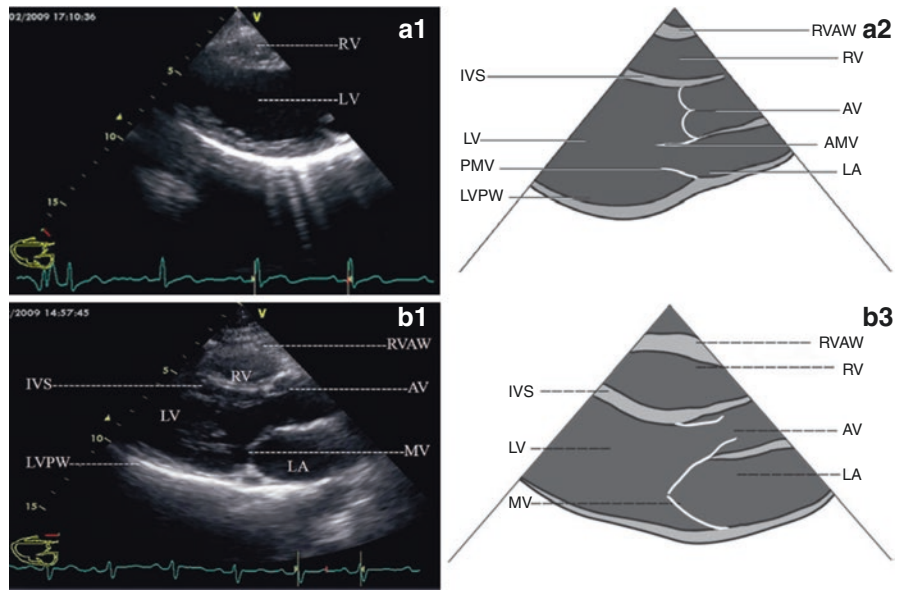 02/2009 17:10:36
V
a1
RV
5
LV
10
15
a2
RVAW
RV
IVS
AV
LV
AMV
PMV
LA
LVPW
/2009 14:57:45
V
b1
RVAW
5
RV
IVS
AV
LV
10
MV
LVPW
LA
15
b3
RVAW
RV
IVS
AV
LV
LA
MV